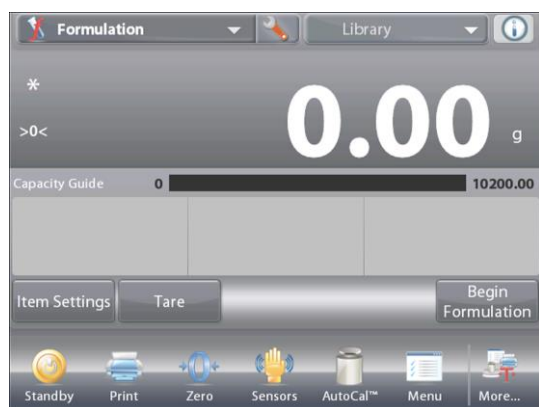 Formulation
Library
*
>0<
0.00 g
Capacity Guide 0 10200.00
Item Settings
Tare
Begin
Formulation
Standby
Print
Zero
Sensors
AutoCal™
Menu
More...